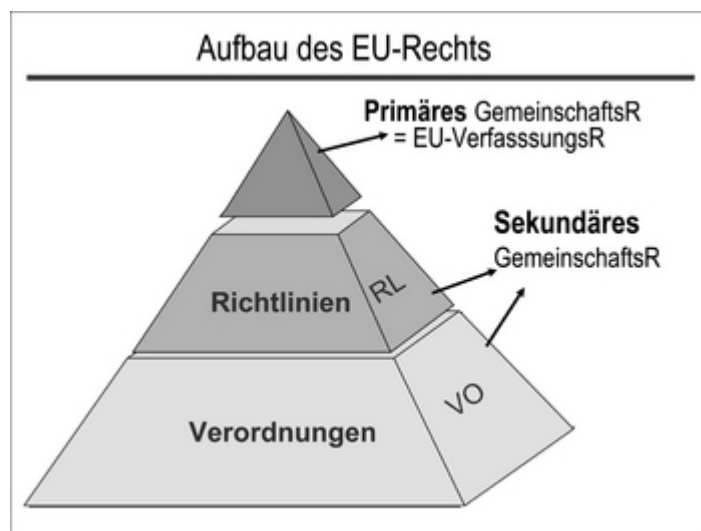 Aufbau des EU-Rechts
Primäres GemeinschaftsR
= EU-VerfasssungsR
Sekundäres
GemeinschaftsR
Richtlinien
RL
Verordnungen
VO